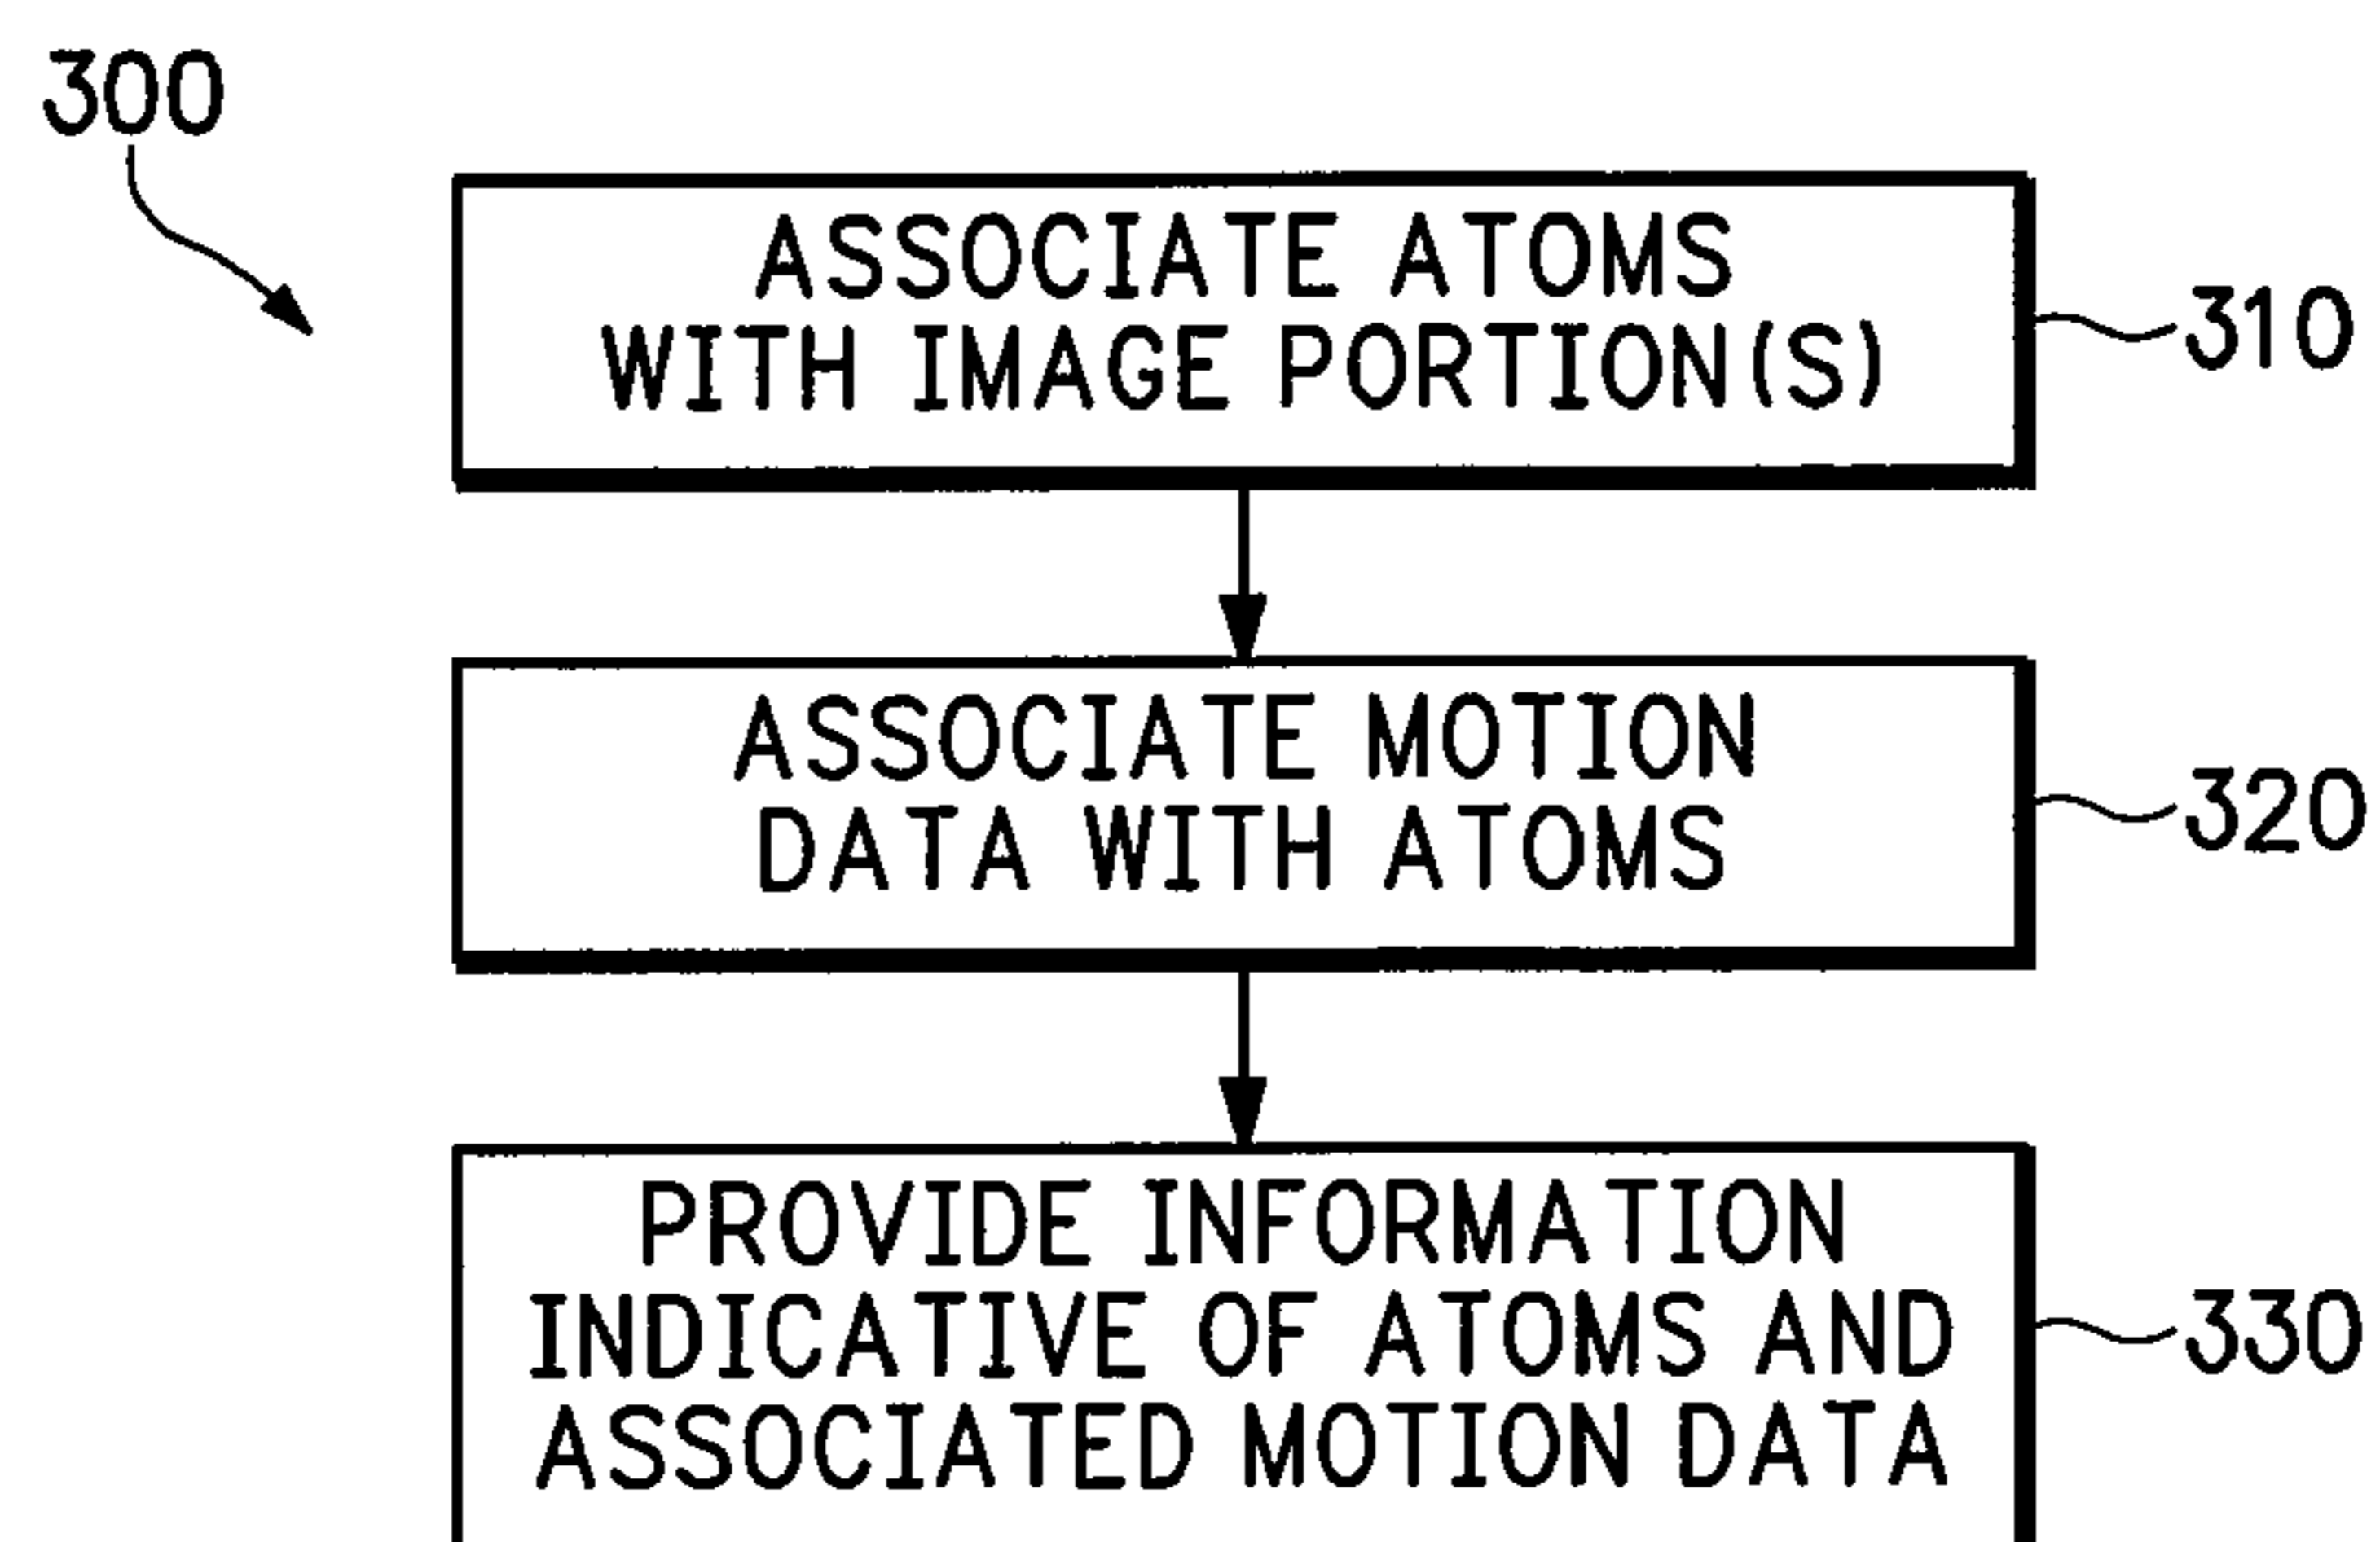 300
ASSOCIATE ATOMS
WITH IMAGE PORTION(S)
310
ASSOCIATE MOTION
DATA WITH ATOMS
320
PROVIDE INFORMATION
INDICATIVE OF ATOMS AND
ASSOCIATED MOTION DATA
330